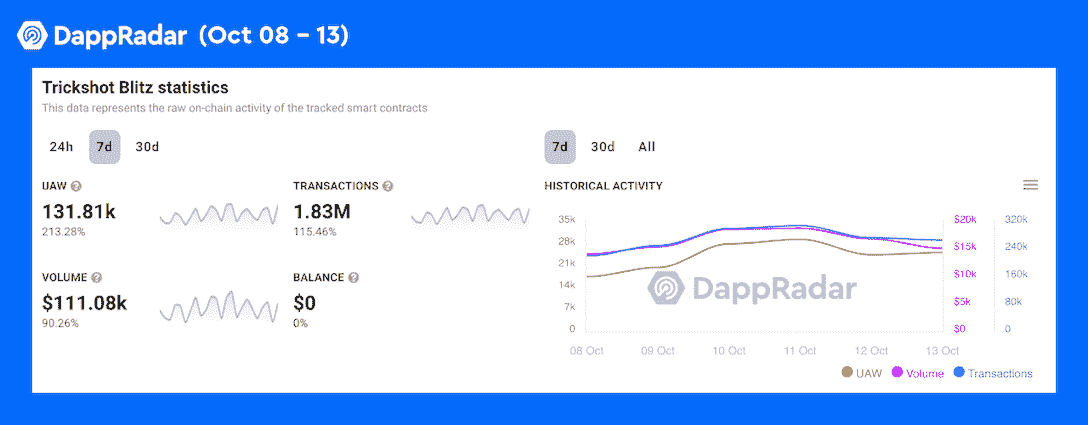 DappRadar (Oct 08 – 13)
Trickshot Blitz statistics
This data represents the raw on-chain activity of the tracked smart contracts
24h 7d 30d
7d 30d All
UAW ?
131.81k
213.28%
TRANSACTIONS ?
1.83M
115.46%
VOLUME ?
$111.08k
90.26%
BALANCE ?
$0
0%
HISTORICAL ACTIVITY
35k $20k 320k
28k $15k 240k
21k $10k 160k
14k $5k 80k
7k $0 0
0
DappRadar
08 Oct 09 Oct 10 Oct 11 Oct 12 Oct 13 Oct
UAW Volume Transactions